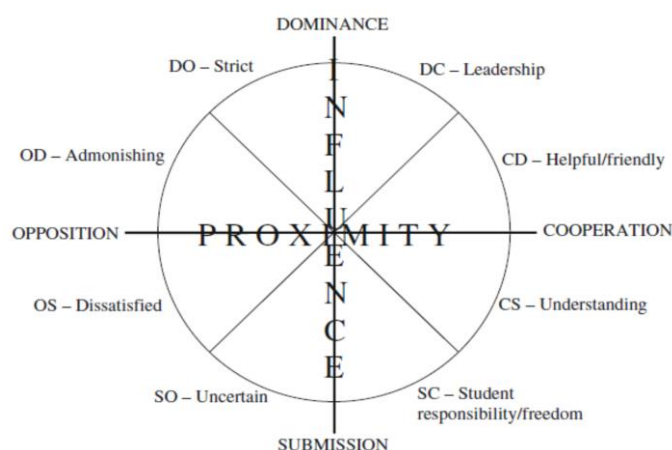 DOMINANCE
DO – Strict
DC – Leadership
INFLUENCE
OD – Admonishing
CD – Helpful/friendly
OPPOSITION
PROXIMITY
COOPERATION
OS – Dissatisfied
CS – Understanding
SO – Uncertain
SC – Student
responsibility/freedom
SUBMISSION